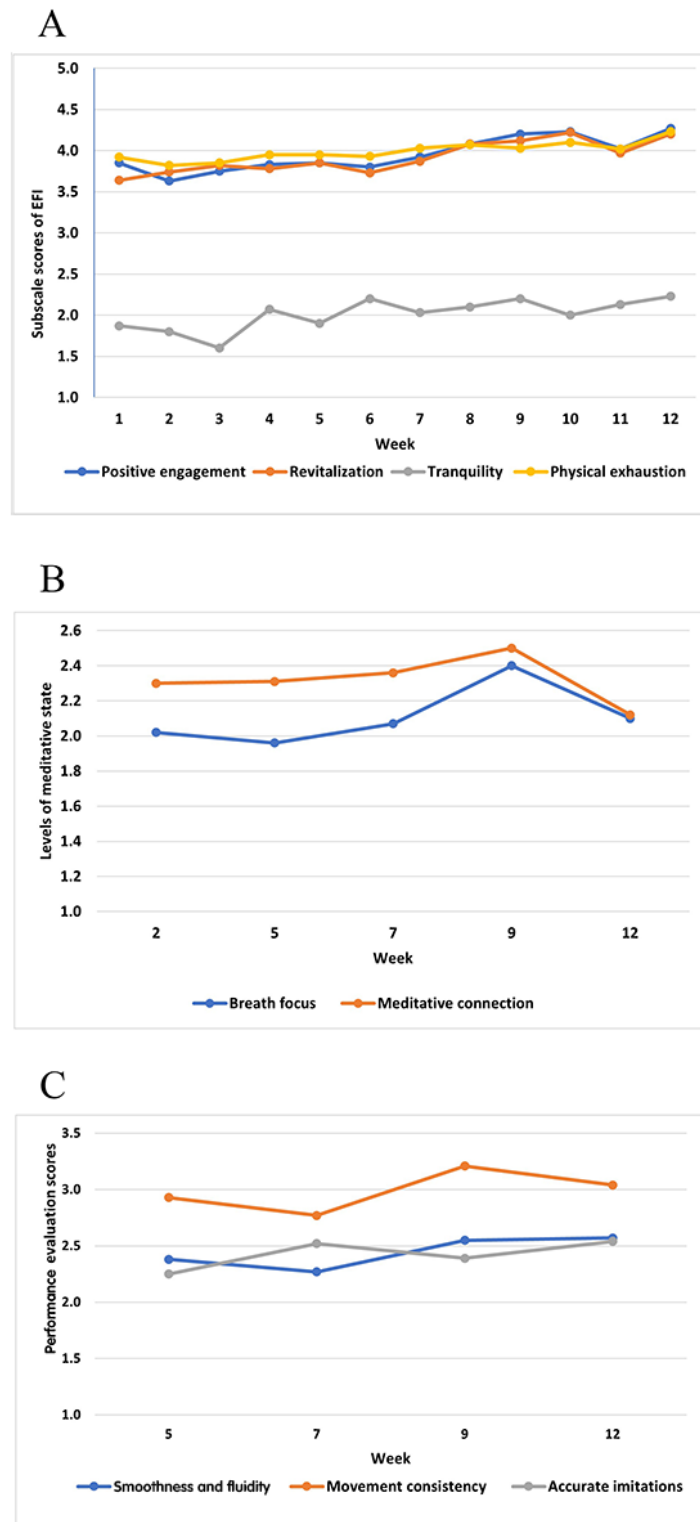 A
Subscale scores of EFI
5.0
4.5
4.0
3.5
3.0
2.5
2.0
1.5
1.0
1 2 3 4 5 6 7 8 9 10 11 12
Week
Positive engagement Revitalization Tranquility Physical exhaustion
B
Levels of meditative state
2.6
2.4
2.2
2.0
1.8
1.6
1.4
1.2
1.0
2 5 7 9 12
Week
Breath focus Meditative connection
C
Performance evaluation scores
3.5
3.0
2.5
2.0
1.5
1.0
5 7 9 12
Week
Smoothness and fluidity Movement consistency Accurate imitations